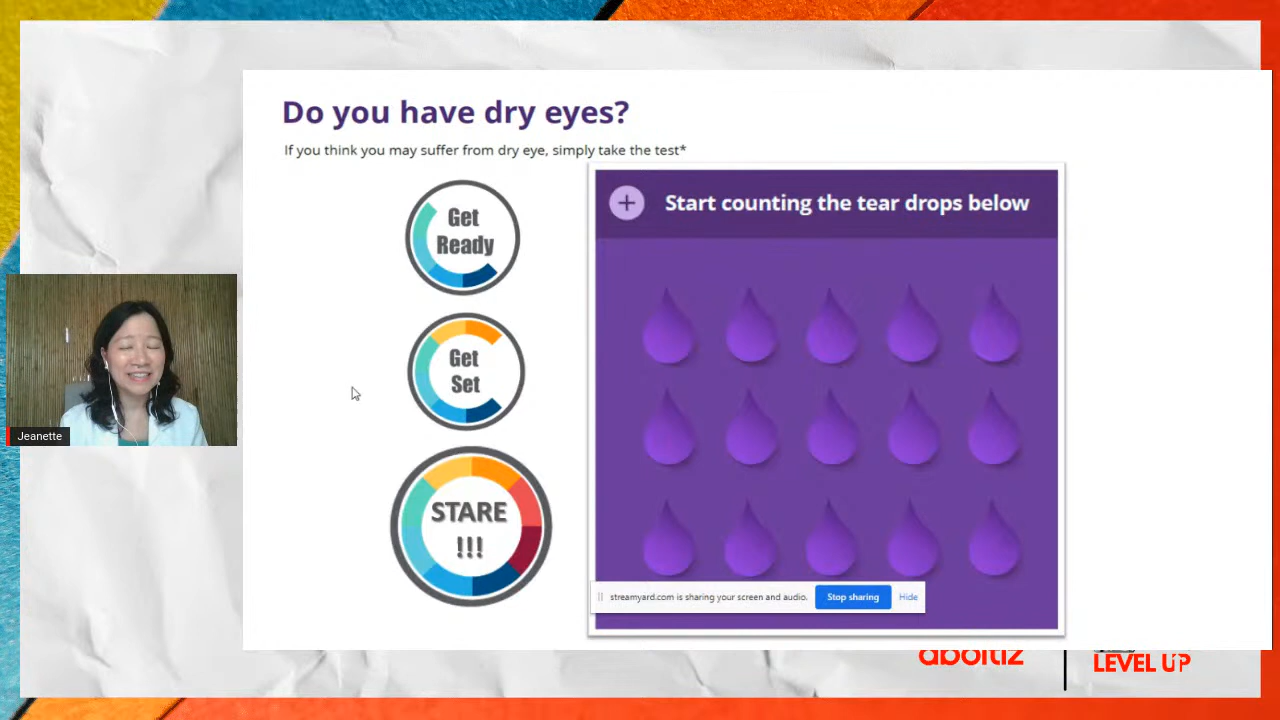 Do you have dry eyes?
If you think you may suffer from dry eye, simply take the test*
Get
Ready
Get
Set
STARE
!!!
+ Start counting the tear drops below
Jeanette
streamyard.com is sharing your screen and audio. Stop sharing Hide
aboitiz
LEVEL UP